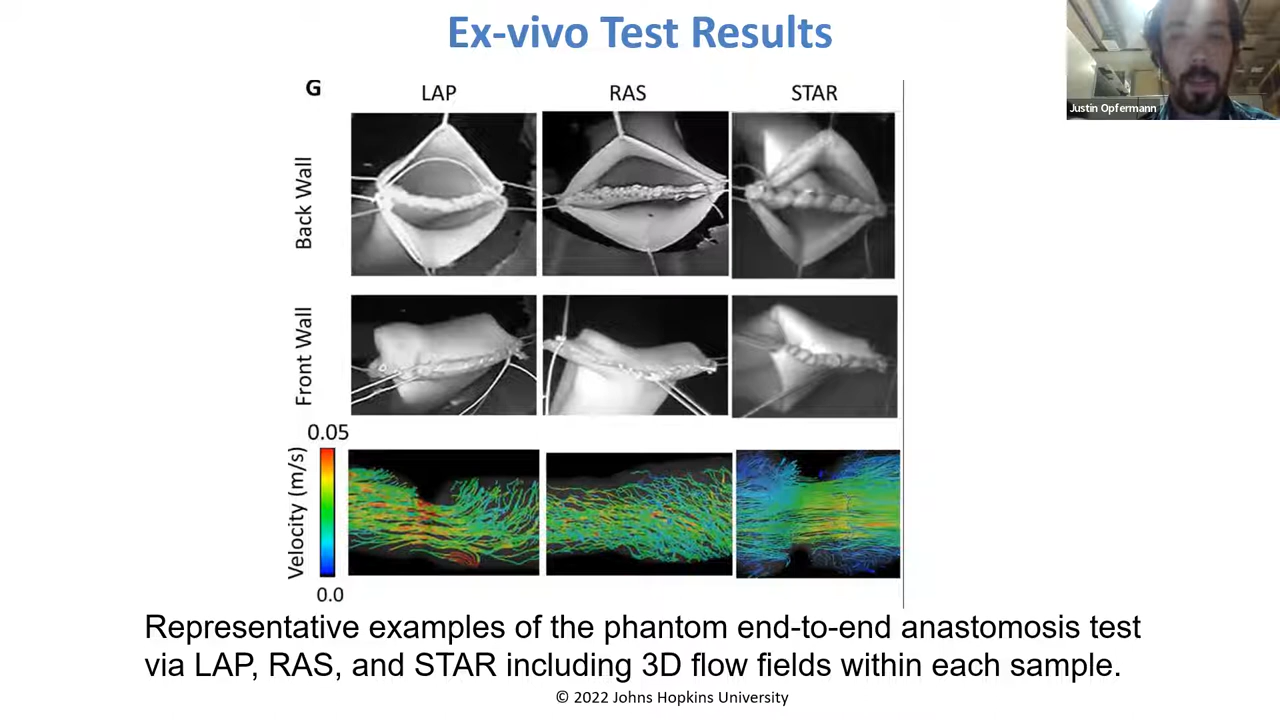 Ex-vivo Test Results
Justin Opfermann
G
LAP
RAS
STAR
Back Wall
Front Wall
0.05
Velocity (m/s)
0.0
Representative examples of the phantom end-to-end anastomosis test
via LAP, RAS, and STAR including 3D flow fields within each sample.
© 2022 Johns Hopkins University